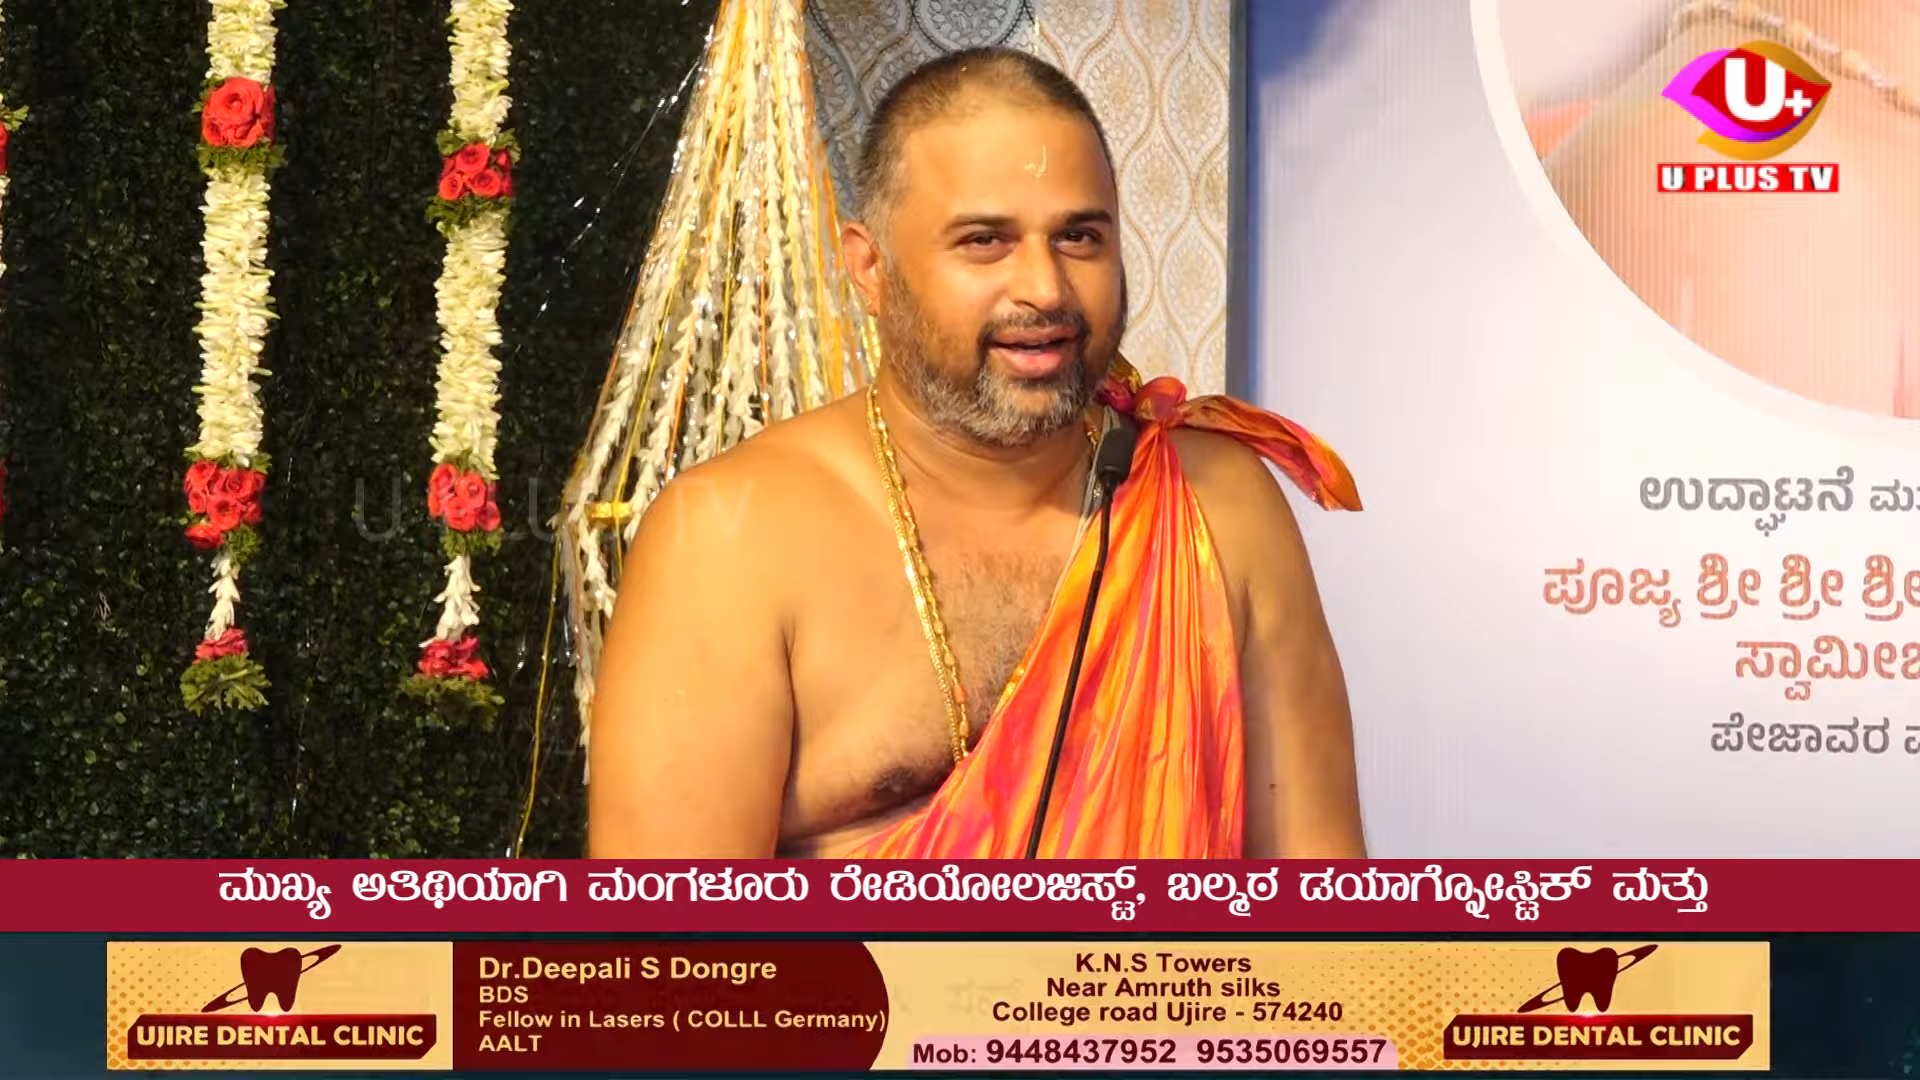 U+
U PLUS TV
U PLUS TV
ಉದ್ಘಾಟನೆ
ಪೂಜ್ಯ ಶ್ರೀ ಶ್ರೀ ಶ್ರೀ
ಸ್ವಾಮೀಜಿ
ಪೇಜಾವರ
ಮುಖ್ಯ ಅತಿಥಿಯಾಗಿ ಮಂಗಳೂರು ರೇಡಿಯೋಲಜಿಸ್ಟ್, ಬಲ್ಮಠ ಡಯಾಗ್ನೋಸ್ಟಿಕ್ ಮತ್ತು
UJIRE DENTAL CLINIC
Dr.Deepali S Dongre
BDS
Fellow in Lasers ( COLLL Germany)
AALT
K.N.S Towers
Near Amruth silks
College road Ujire - 574240
Mob: 9448437952 9535069557
UJIRE DENTAL CLINIC